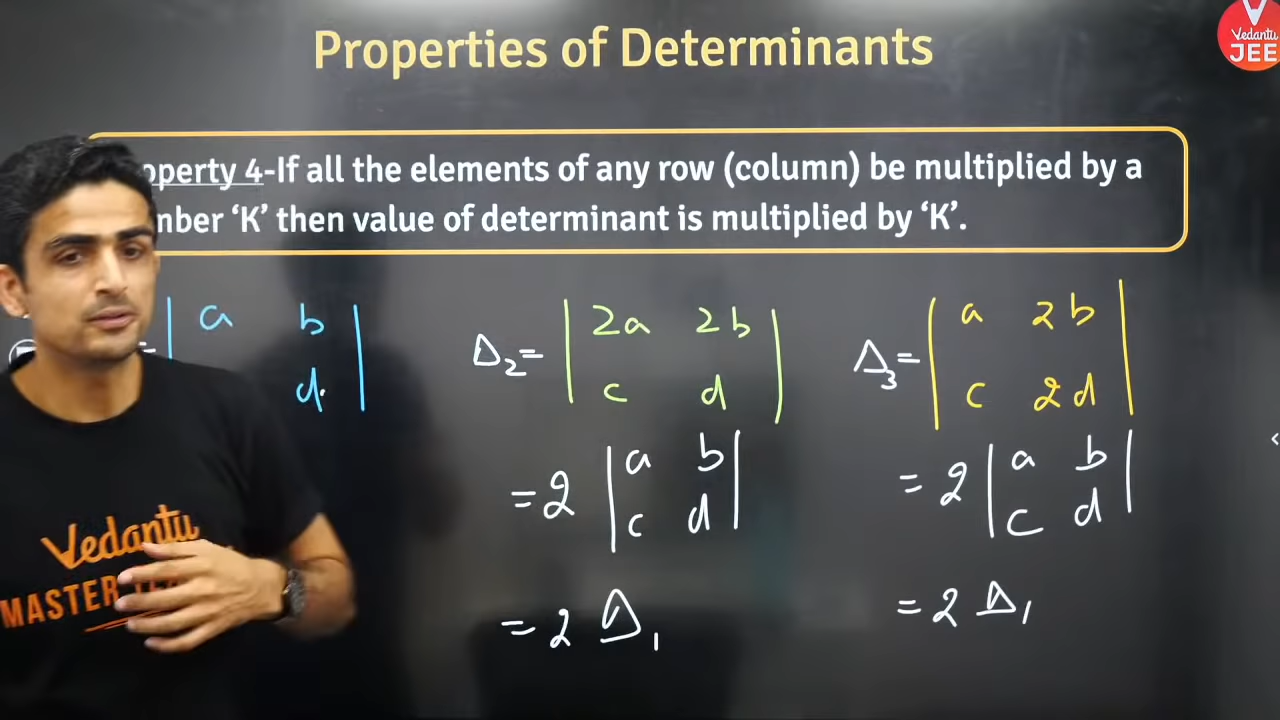 Properties of Determinants
Vedantu
JEE
operty 4-If all the elements of any row (column) be multiplied by a
mber ‘K’ then value of determinant is multiplied by ‘K’.
= | a b |
| d |
Δ₂= | 2a 2b |
| c d |
Δ₃= | a 2b |
| c 2d |
=2 | a b |
| c d |
=2 | a b |
| c d |
=2 Δ₁
=2 Δ₁
Vedantu
MASTER